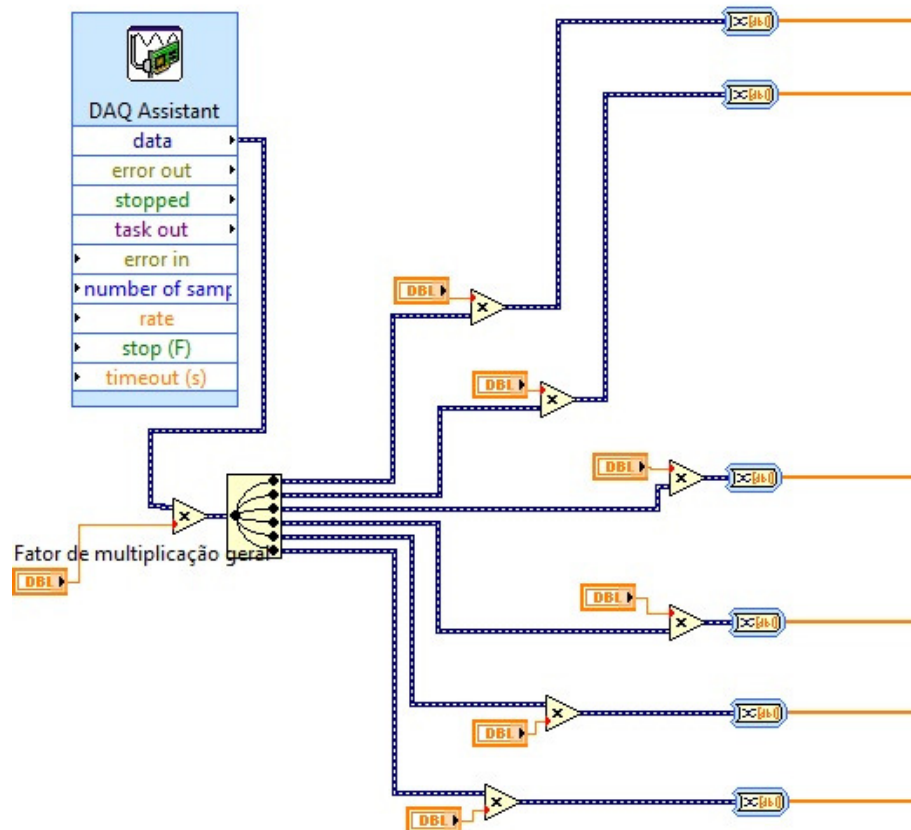 DAQ Assistant
data
error out
stopped
task out
error in
number of samp
rate
stop (F)
timeout (s)
DBL
DBL
DBL
Fator de multiplicação geral
DBL
DBL
DBL
DBL